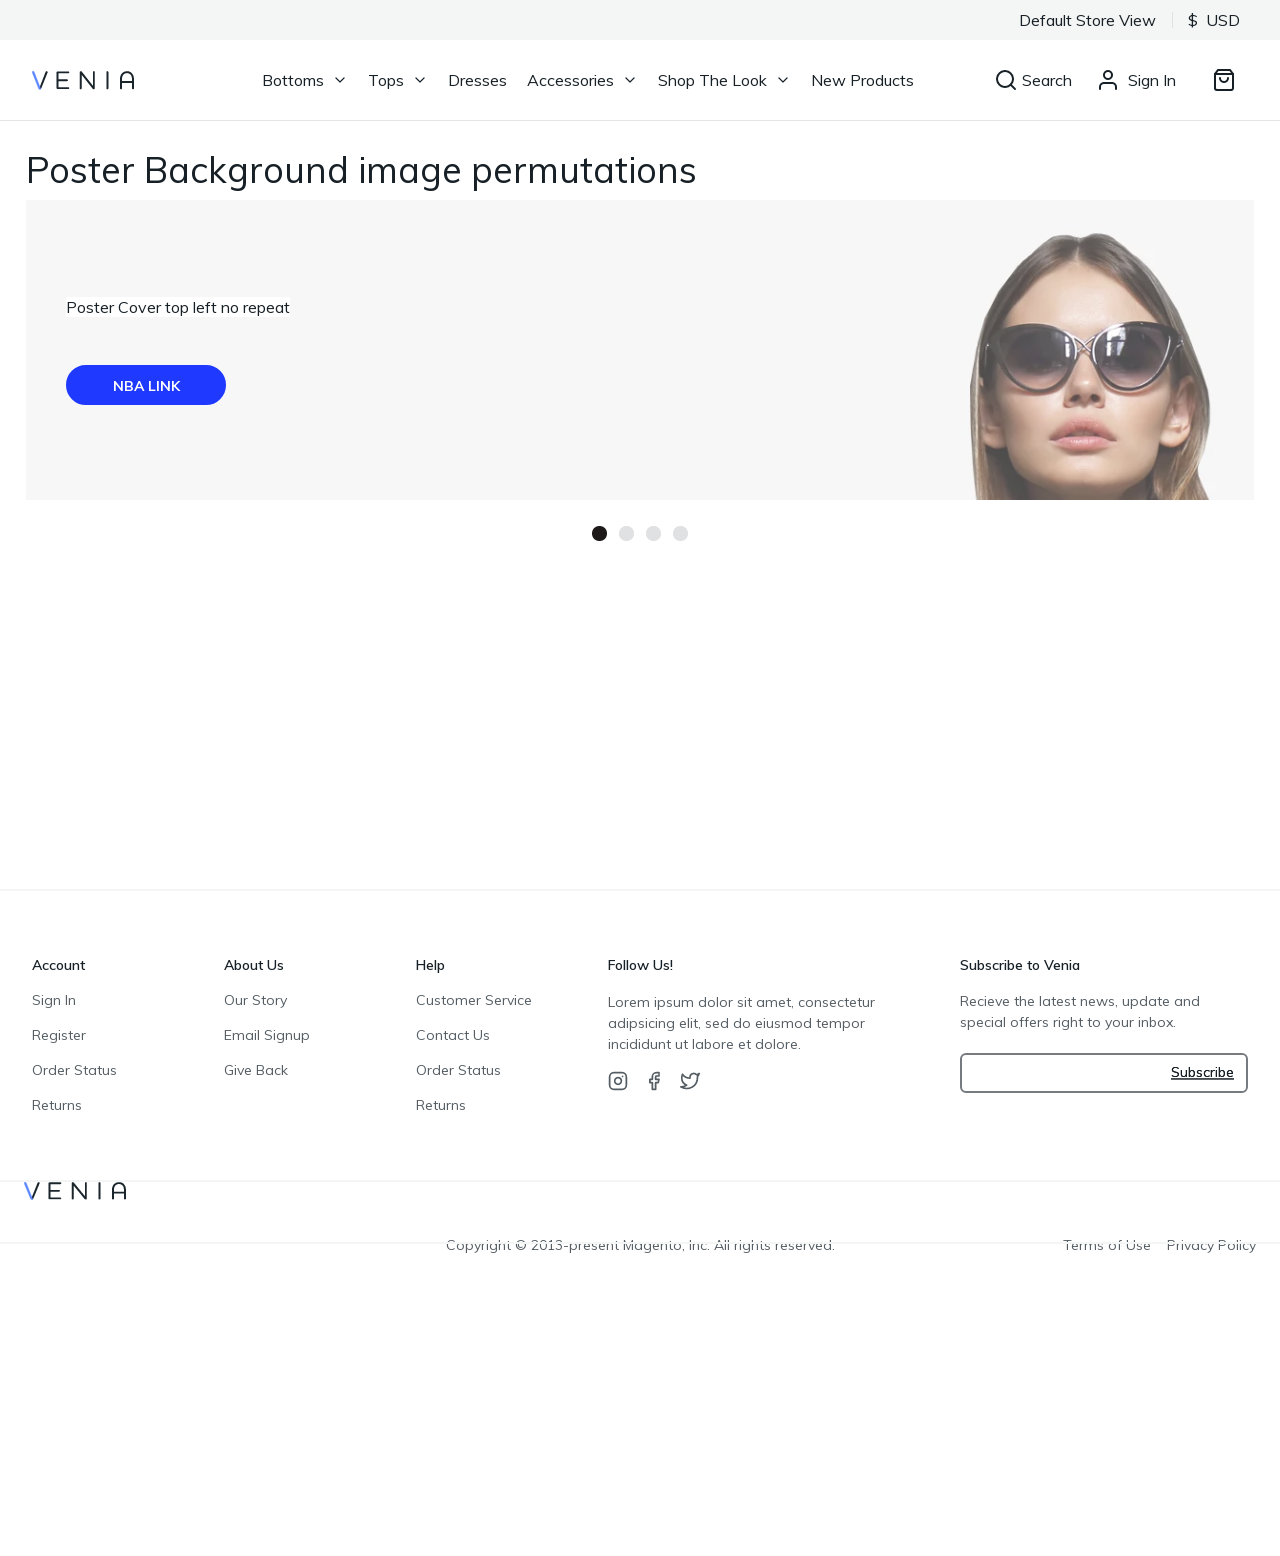 Default Store View
$ USD
VENIA
Bottoms
Tops
Dresses
Accessories
Shop The Look
New Products
Search
Sign In
Poster Background image permutations
Poster Cover top left no repeat
NBA LINK
Account
Sign In
Register
Order Status
Returns
About Us
Our Story
Email Signup
Give Back
Help
Customer Service
Contact Us
Order Status
Returns
Follow Us!
Lorem ipsum dolor sit amet, consectetur
adipsicing elit, sed do eiusmod tempor
incididunt ut labore et dolore.
Subscribe to Venia
Recieve the latest news, update and
special offers right to your inbox.
Subscribe
VENIA
Copyright © 2013-present Magento, Inc. All rights reserved.
Terms of Use
Privacy Policy